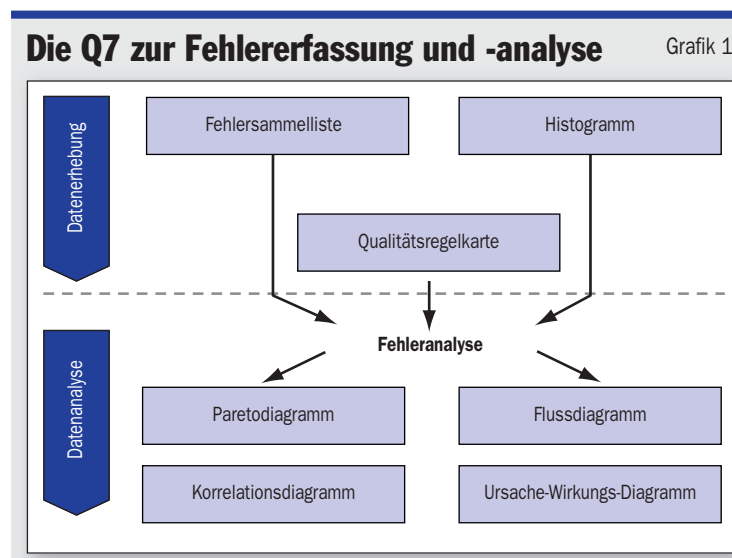 Die Q7 zur Fehlererfassung und -analyse
Grafik 1
Datenerhebung
Fehlersammelliste
Histogramm
Qualitätsregelkarte
Fehleranalyse
Datenanalyse
Paretodiagramm
Flussdiagramm
Korrelationsdiagramm
Ursache-Wirkungs-Diagramm